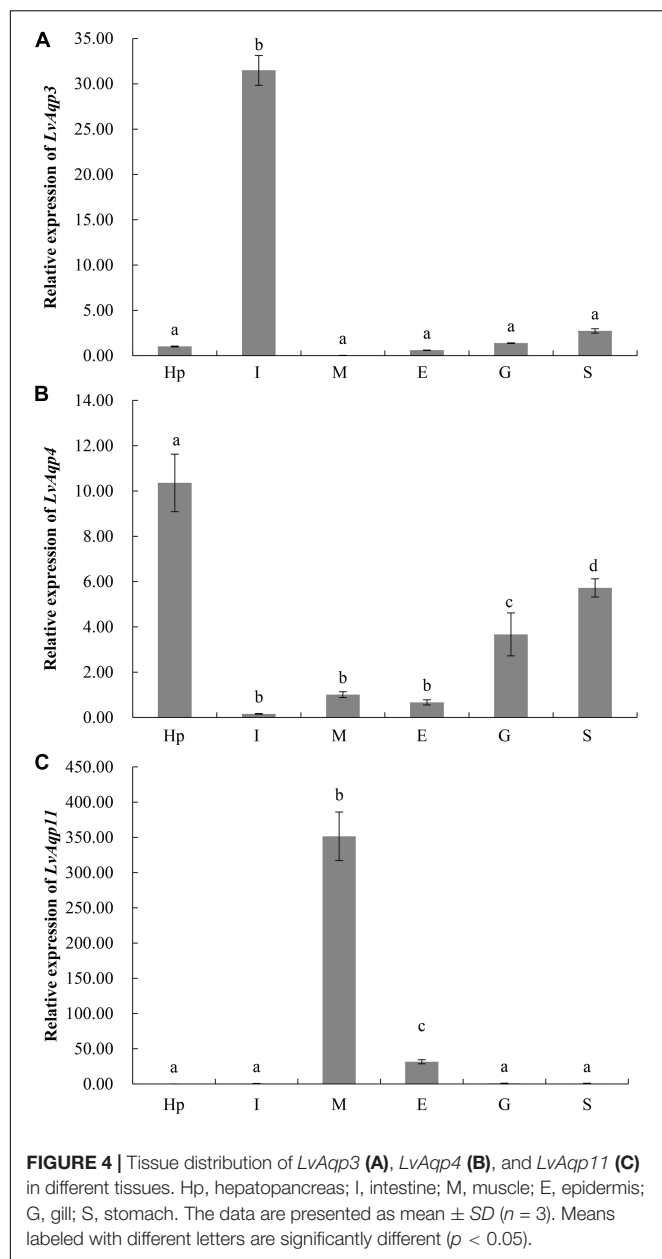 A
Relative expression of LvAqp3
35.00
30.00
25.00
20.00
15.00
10.00
5.00
0.00
a
b
a
a
a
a
Hp I M E G S
B
Relative expression of LvAqp4
14.00
12.00
10.00
8.00
6.00
4.00
2.00
0.00
a
b
b
b
c
d
Hp I M E G S
C
Relative expression of LvAqp11
450.00
400.00
350.00
300.00
250.00
200.00
150.00
100.00
50.00
0.00
a
a
b
c
a
a
Hp I M E G S
FIGURE 4 | Tissue distribution of LvAqp3 (A), LvAqp4 (B), and LvAqp11 (C)
in different tissues. Hp, hepatopancreas; I, intestine; M, muscle; E, epidermis;
G, gill; S, stomach. The data are presented as mean ± SD (n = 3). Means
labeled with different letters are significantly different (p < 0.05).